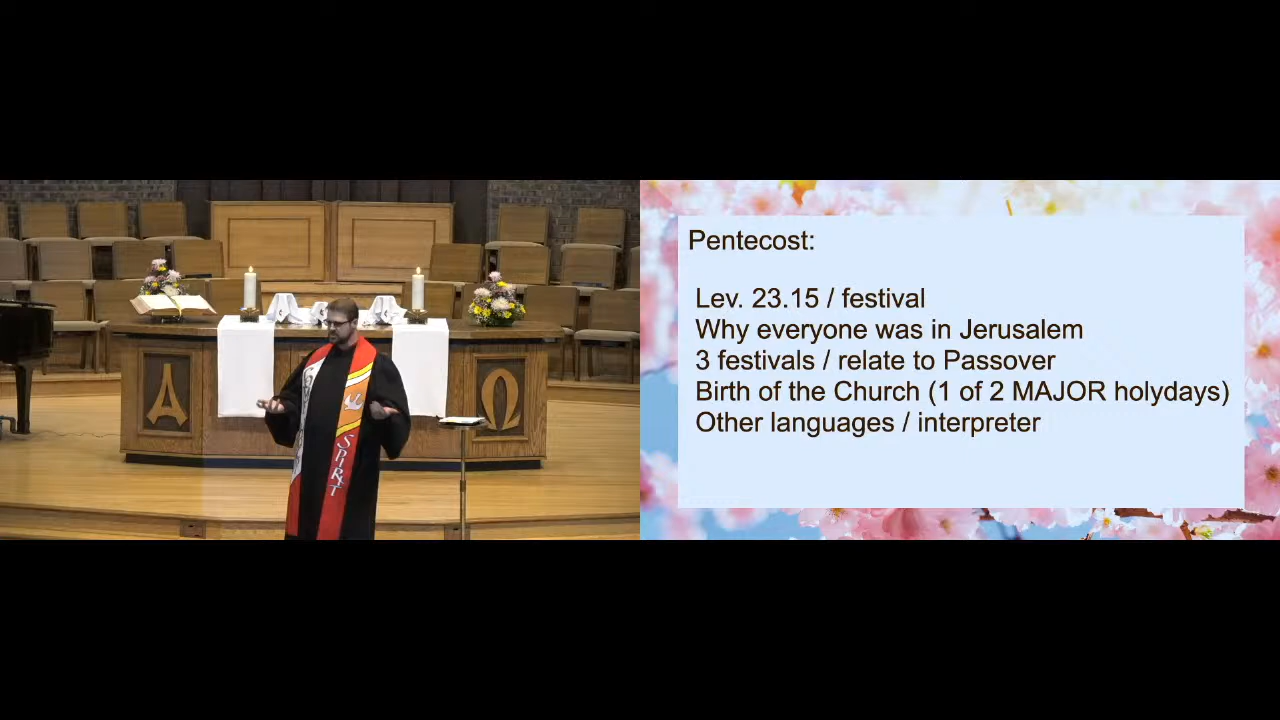 Α
Ω
SPIRIT
Pentecost:
Lev. 23.15 / festival
Why everyone was in Jerusalem
3 festivals / relate to Passover
Birth of the Church (1 of 2 MAJOR holydays)
Other languages / interpreter